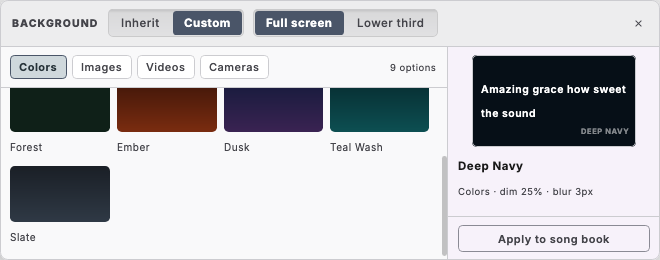 BACKGROUND Inherit Custom Full screen Lower third ×
Colors Images Videos Cameras 9 options
Forest Ember Dusk Teal Wash
Slate
Amazing grace how sweet
the sound
DEEP NAVY
Deep Navy
Colors · dim 25% · blur 3px
Apply to song book